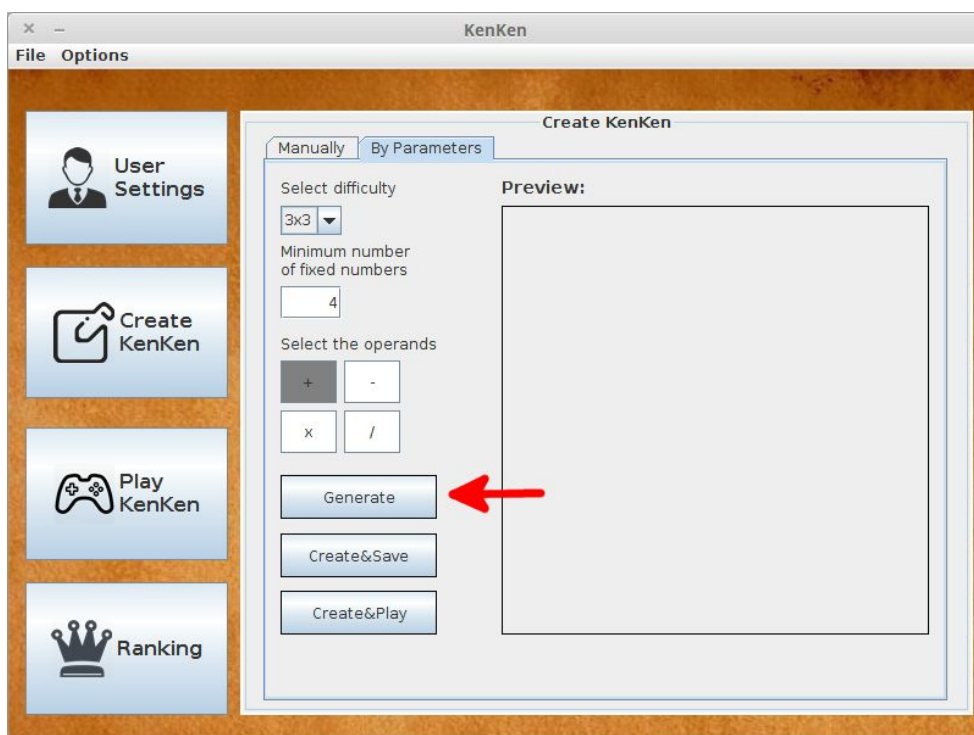 KenKen
File Options
Create KenKen
Manually By Parameters
User
Settings
Select difficulty
Preview:
3x3
Minimum number
of fixed numbers
4
Create
KenKen
Select the operands
+ -
x /
Play
KenKen
Generate
Create&Save
Create&Play
Ranking